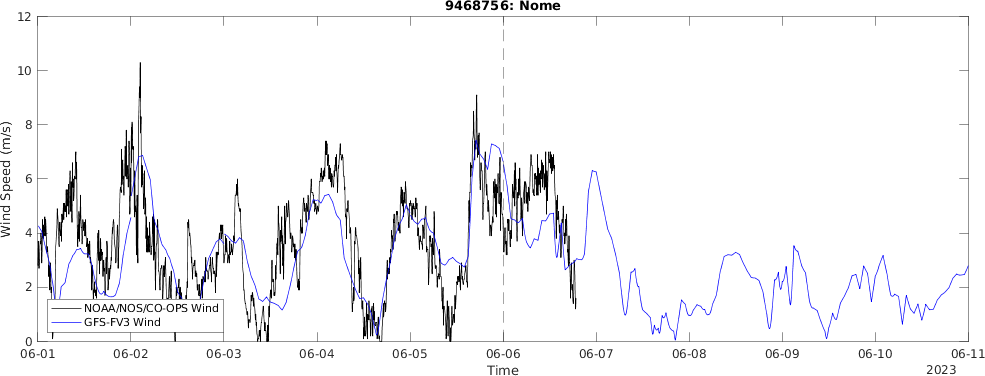 9468756: Nome
12
10
8
6
4
2
0
Wind Speed (m/s)
NOAA/NOS/CO-OPS Wind
GFS-FV3 Wind
06-01 06-02 06-03 06-04 06-05 06-06 06-07 06-08 06-09 06-10 06-11
Time
2023